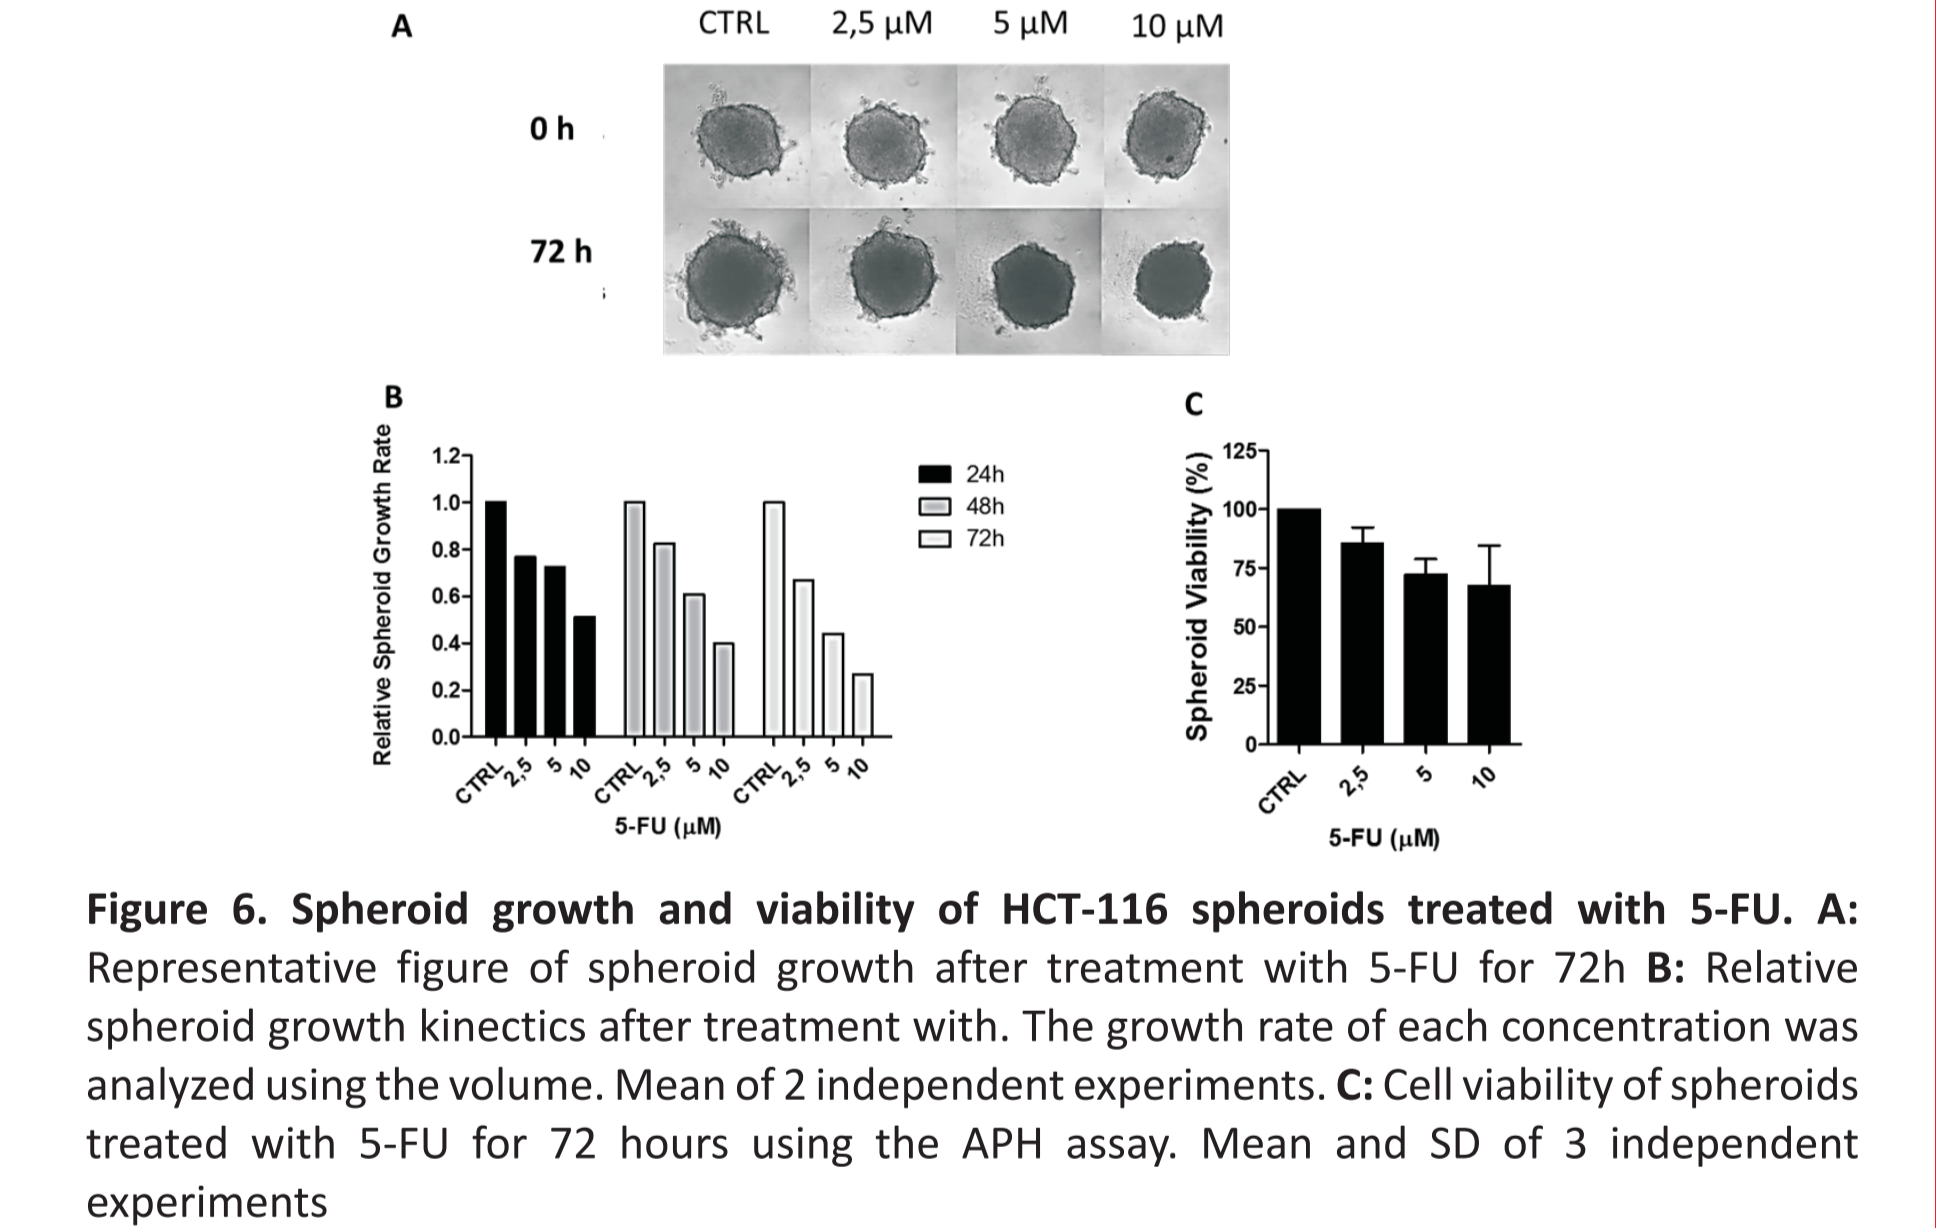 A
CTRL 2,5 µM 5 µM 10 µM
0 h
72 h
B
Relative Spheroid Growth Rate
1.2
1.0
0.8
0.6
0.4
0.2
0.0
CTRL 2,5 5 10 CTRL 2,5 5 10 CTRL 2,5 5 10
5-FU (µM)
24h
48h
72h
C
Spheroid Viability (%)
125
100
75
50
25
0
CTRL 2,5 5 10
5-FU (µM)
Figure 6. Spheroid growth and viability of HCT-116 spheroids treated with 5-FU. A:
Representative figure of spheroid growth after treatment with 5-FU for 72h B: Relative
spheroid growth kinectics after treatment with. The growth rate of each concentration was
analyzed using the volume. Mean of 2 independent experiments. C: Cell viability of spheroids
treated with 5-FU for 72 hours using the APH assay. Mean and SD of 3 independent
experiments